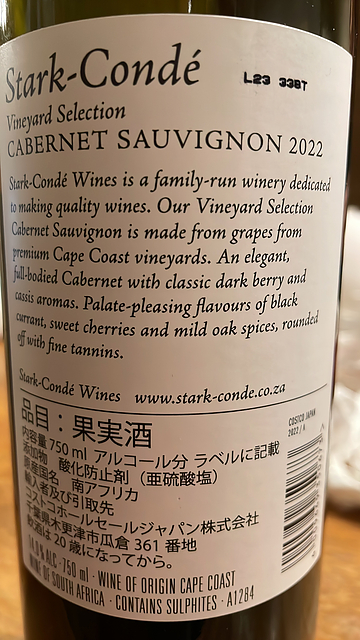 Stark-Condé
L23 338T
Vineyard Selection
CABERNET SAUVIGNON 2022
Stark-Condé Wines is a family-run winery dedicated
to making quality wines. Our Vineyard Selection
Cabernet Sauvignon is made from grapes from
premium Cape Coast vineyards. An elegant,
full-bodied Cabernet with classic dark berry and
cassis aromas. Palate-pleasing flavours of black
currant, sweet cherries and mild oak spices, rounded
off with fine tannins.
Stark-Condé Wines www.stark-conde.co.za
品目：果実酒
内容量 750 ml アルコール分 ラベルに記載
添加物 酸化防止剤（亜硫酸塩）
原産国名 南アフリカ
輸入者及び引取先
コストコホールセールジャパン株式会社
千葉県木更津市瓜倉 361 番地
飲酒は 20 歳になってから。
COSTCO JAPAN
2022 / A
ALC · 750 ml · WINE OF ORIGIN CAPE COAST
WINE OF SOUTH AFRICA · CONTAINS SULPHITES · A1284